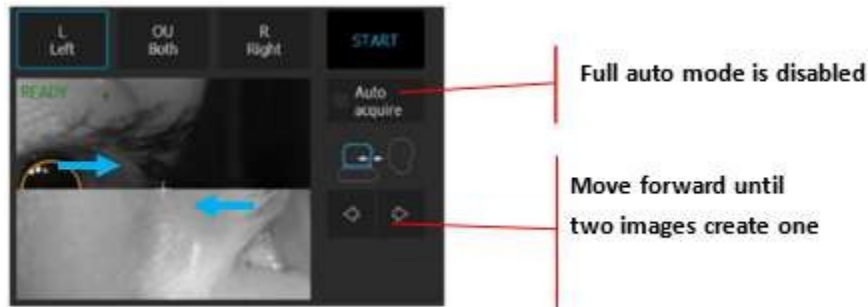 L
Left
OU
Both
R
Right
START
READY
Auto
acquire
Full auto mode is disabled
Move forward until
two images create one